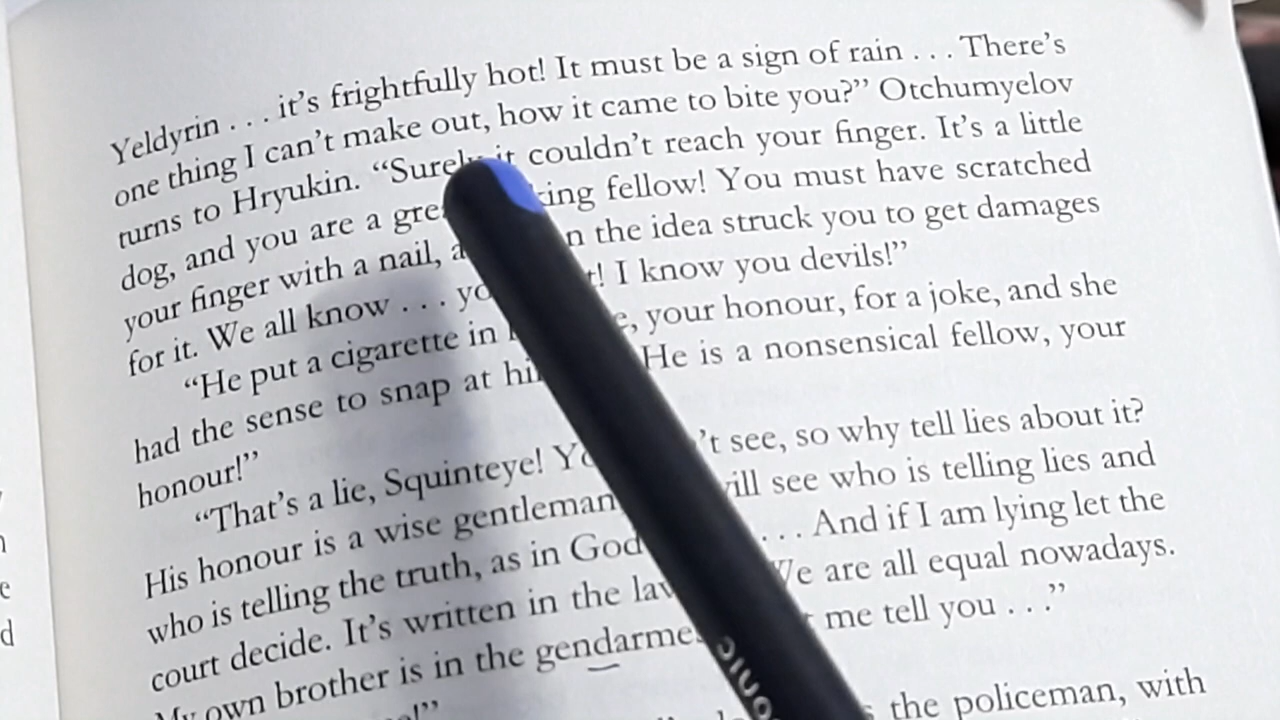 Yeldyrin . . . it's frightfully hot! It must be a sign of rain . . . There's
one thing I can't make out, how it came to bite you?” Otchumyelov
turns to Hryukin. “Surely it couldn't reach your finger. It's a little
dog, and you are a fellow! You must have scratched
your finger with a nail, the idea struck you to get damages
for it. We all know . . . I know you devils!”
“He put a cigarette in your honour, for a joke, and she
had the sense to snap at He is a nonsensical fellow, your
honour!”
“That's a lie, Squinteye! see, so why tell lies about it?
His honour is a wise gentleman see who is telling lies and
who is telling the truth, as in God . . . And if I am lying let the
court decide. It's written in the We are all equal nowadays.
My own brother is in the gendarmes me tell you . . .”
the policeman, with